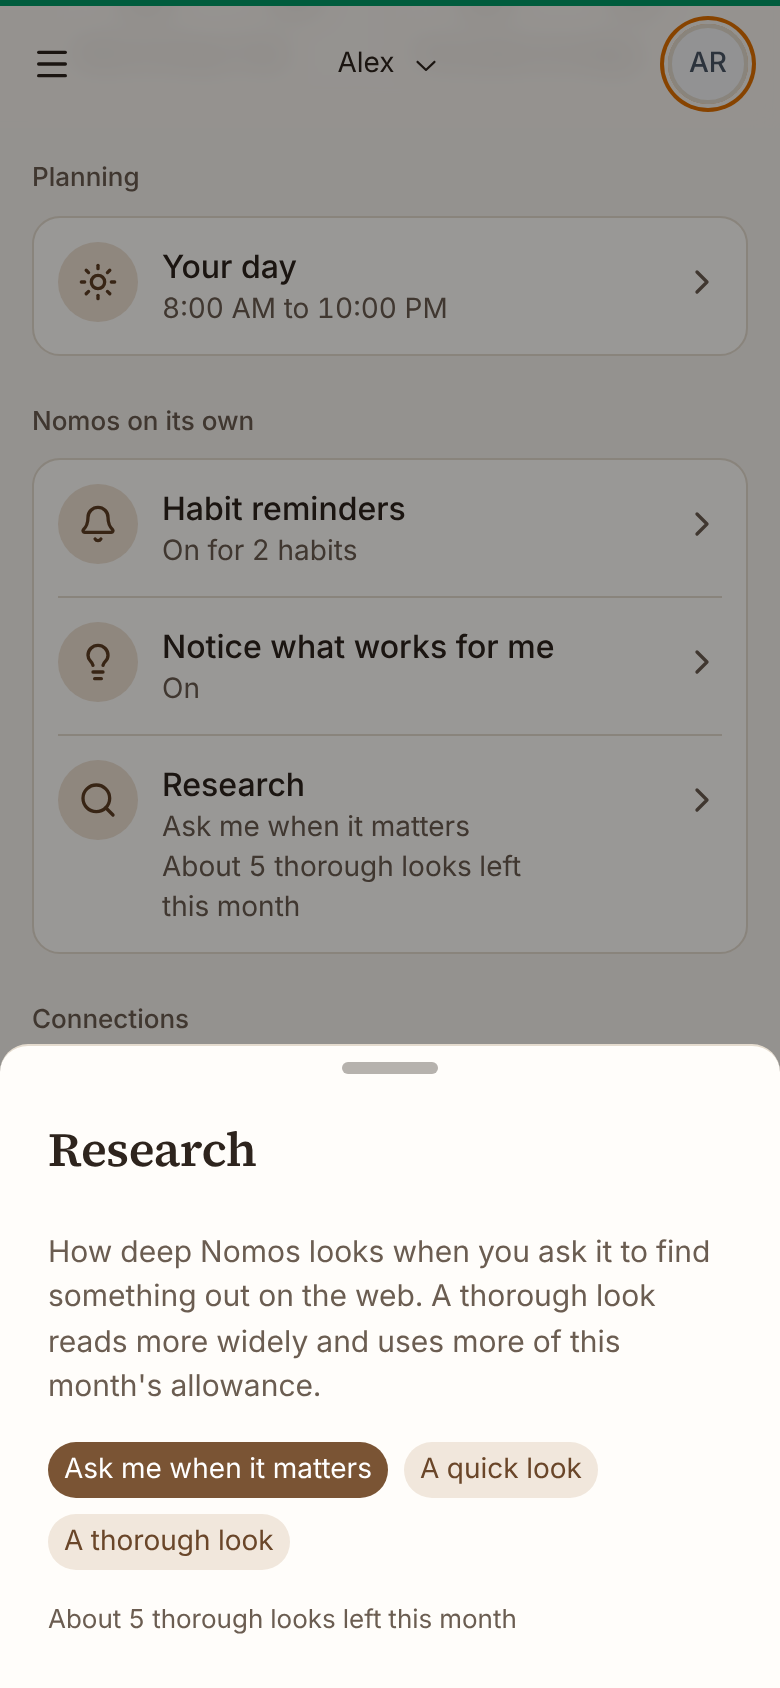 Alex
AR
Planning
Your day
8:00 AM to 10:00 PM
Nomos on its own
Habit reminders
On for 2 habits
Notice what works for me
On
Research
Ask me when it matters
About 5 thorough looks left
this month
Connections
Research
How deep Nomos looks when you ask it to find
something out on the web. A thorough look
reads more widely and uses more of this
month's allowance.
Ask me when it matters
A quick look
A thorough look
About 5 thorough looks left this month